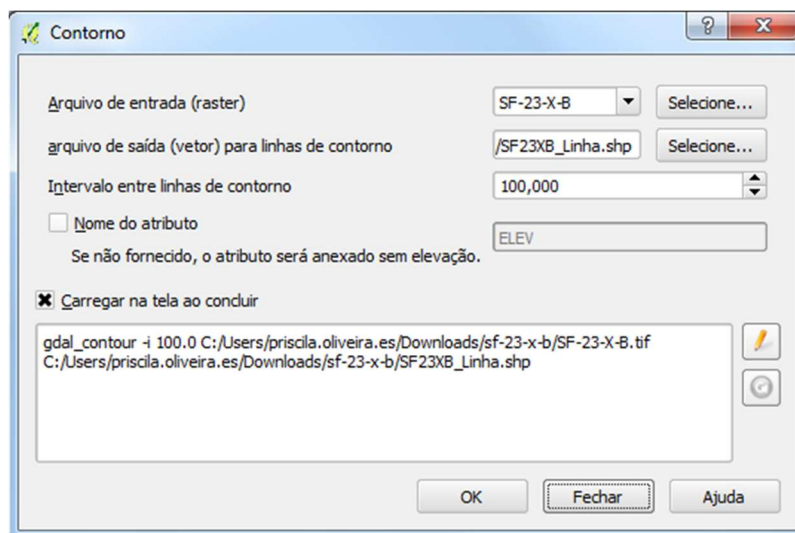 Contorno
Arquivo de entrada (raster)
SF-23-X-B
Selecione...
arquivo de saída (vetor) para linhas de contorno
/SF23XB_Linha.shp
Selecione...
Intervalo entre linhas de contorno
100,000
Nome do atributo
ELEV
Se não fornecido, o atributo será anexado sem elevação.
Carregar na tela ao concluir
gdal_contour -i 100.0 C:/Users/priscila.oliveira.es/Downloads/sf-23-x-b/SF-23-X-B.tif
C:/Users/priscila.oliveira.es/Downloads/sf-23-x-b/SF23XB_Linha.shp
OK
Fechar
Ajuda